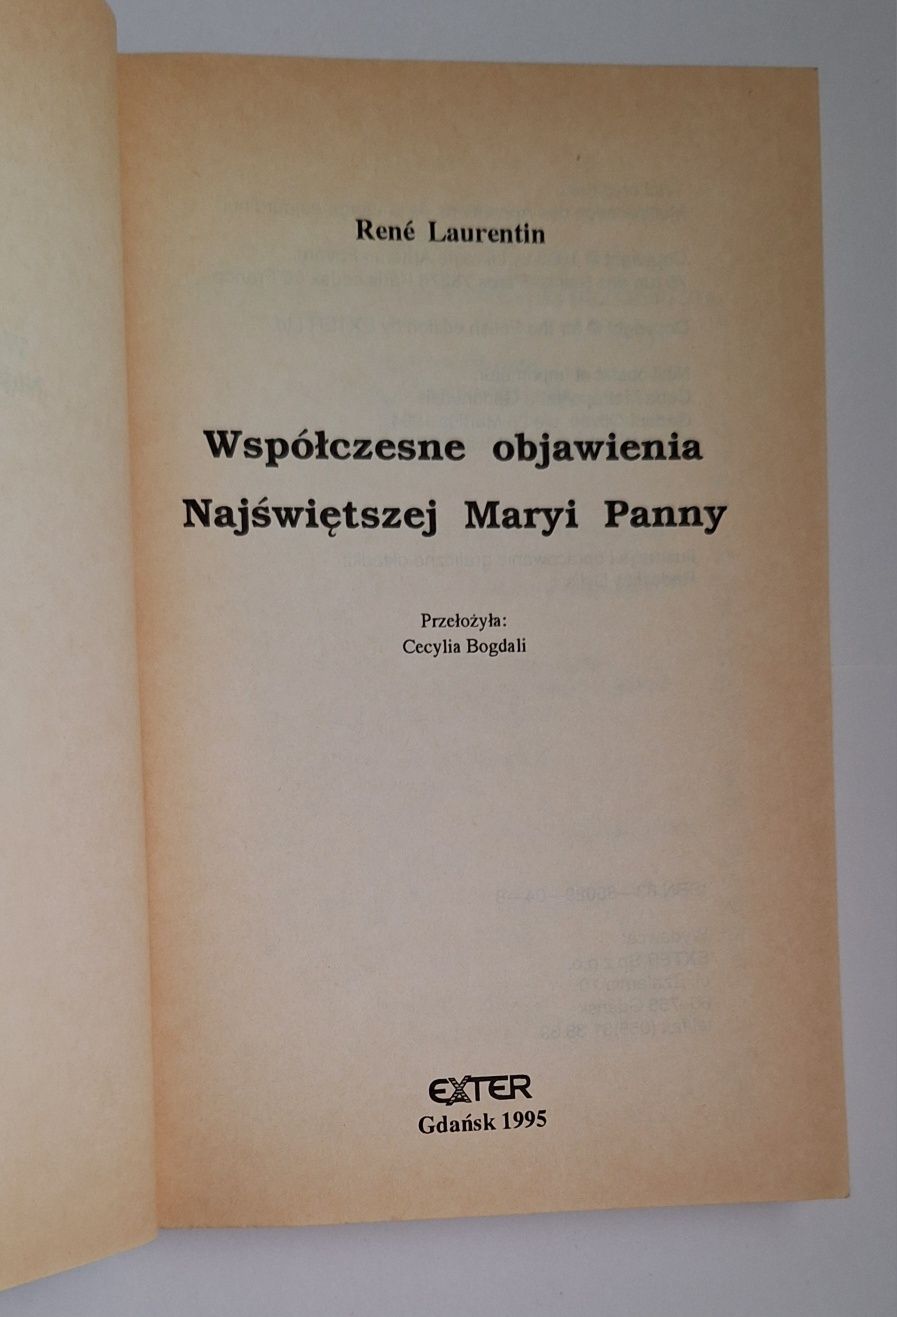 René Laurentin
Współczesne objawienia
Najświętszej Maryi Panny
Przełożyła:
Cecylia Bogdali
EXTER
Gdańsk 1995